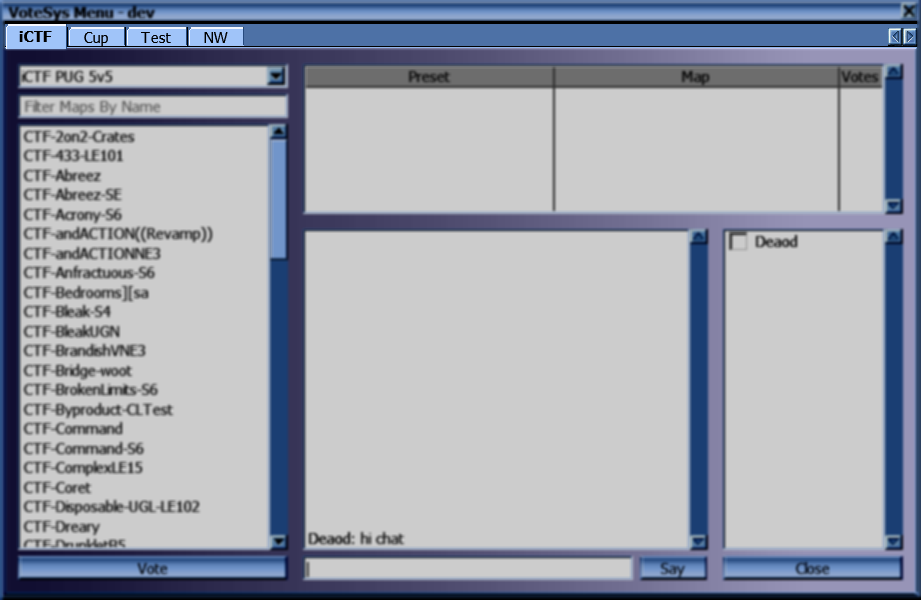 VoteSys Menu - dev
iCTF Cup Test NW
iCTF PUG 5v5
Filter Maps By Name
CTF-2on2-Crates
CTF-433-LE101
CTF-Abreez
CTF-Abreez-SE
CTF-Acrony-S6
CTF-andACTION((Revamp))
CTF-andACTIONNE3
CTF-Anfractuous-S6
CTF-Bedrooms][sa
CTF-Bleak-S4
CTF-BleakUGN
CTF-BrandishVNE3
CTF-Bridge-woot
CTF-BrokenLimits-S6
CTF-Byproduct-CLTest
CTF-Command
CTF-Command-S6
CTF-ComplexLE15
CTF-Coret
CTF-Disposable-UGL-LE102
CTF-Dreary
Vote
Preset Map Votes
Deaod: hi chat
Say
Deaod
Close